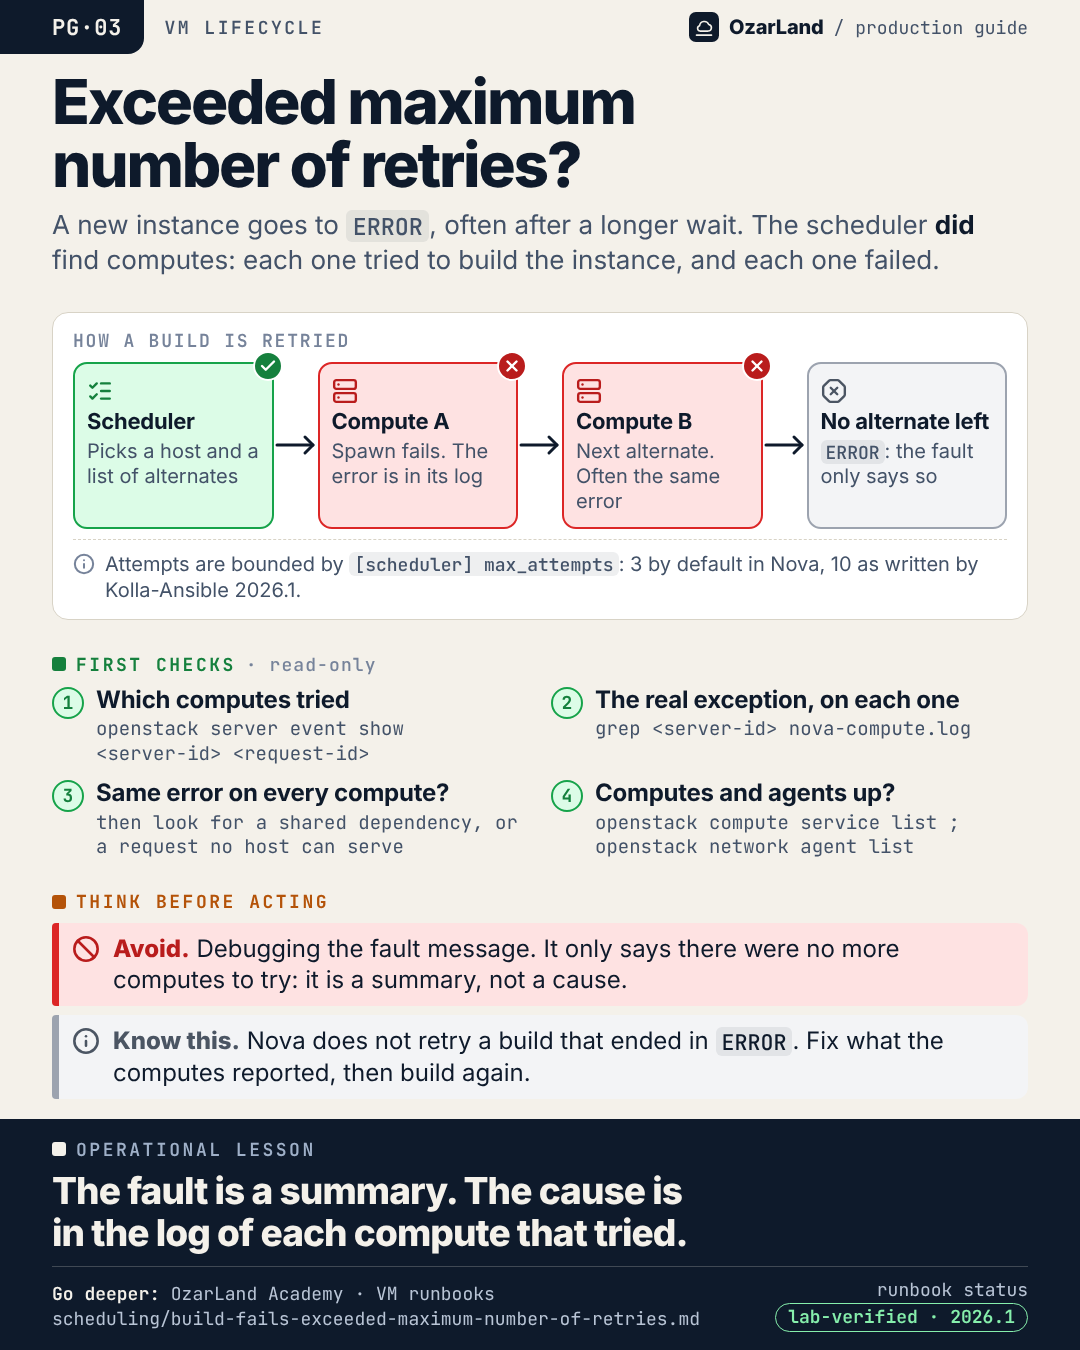 PG·03
VM LIFECYCLE
OzarLand / production guide
Exceeded maximum
number of retries?
A new instance goes to ERROR, often after a longer wait. The scheduler did
find computes: each one tried to build the instance, and each one failed.
HOW A BUILD IS RETRIED
Scheduler
Picks a host and a
list of alternates
Compute A
Spawn fails. The
error is in its log
Compute B
Next alternate.
Often the same
error
No alternate left
ERROR: the fault
only says so
Attempts are bounded by [scheduler] max_attempts: 3 by default in Nova, 10 as written by
Kolla-Ansible 2026.1.
FIRST CHECKS · read-only
1 Which computes tried
openstack server event show
<server-id> <request-id>
2 The real exception, on each one
grep <server-id> nova-compute.log
3 Same error on every compute?
then look for a shared dependency, or
a request no host can serve
4 Computes and agents up?
openstack compute service list ;
openstack network agent list
THINK BEFORE ACTING
Avoid. Debugging the fault message. It only says there were no more
computes to try: it is a summary, not a cause.
Know this. Nova does not retry a build that ended in ERROR. Fix what the
computes reported, then build again.
OPERATIONAL LESSON
The fault is a summary. The cause is
in the log of each compute that tried.
Go deeper: OzarLand Academy · VM runbooks
scheduling/build-fails-exceeded-maximum-number-of-retries.md
runbook status
lab-verified · 2026.1